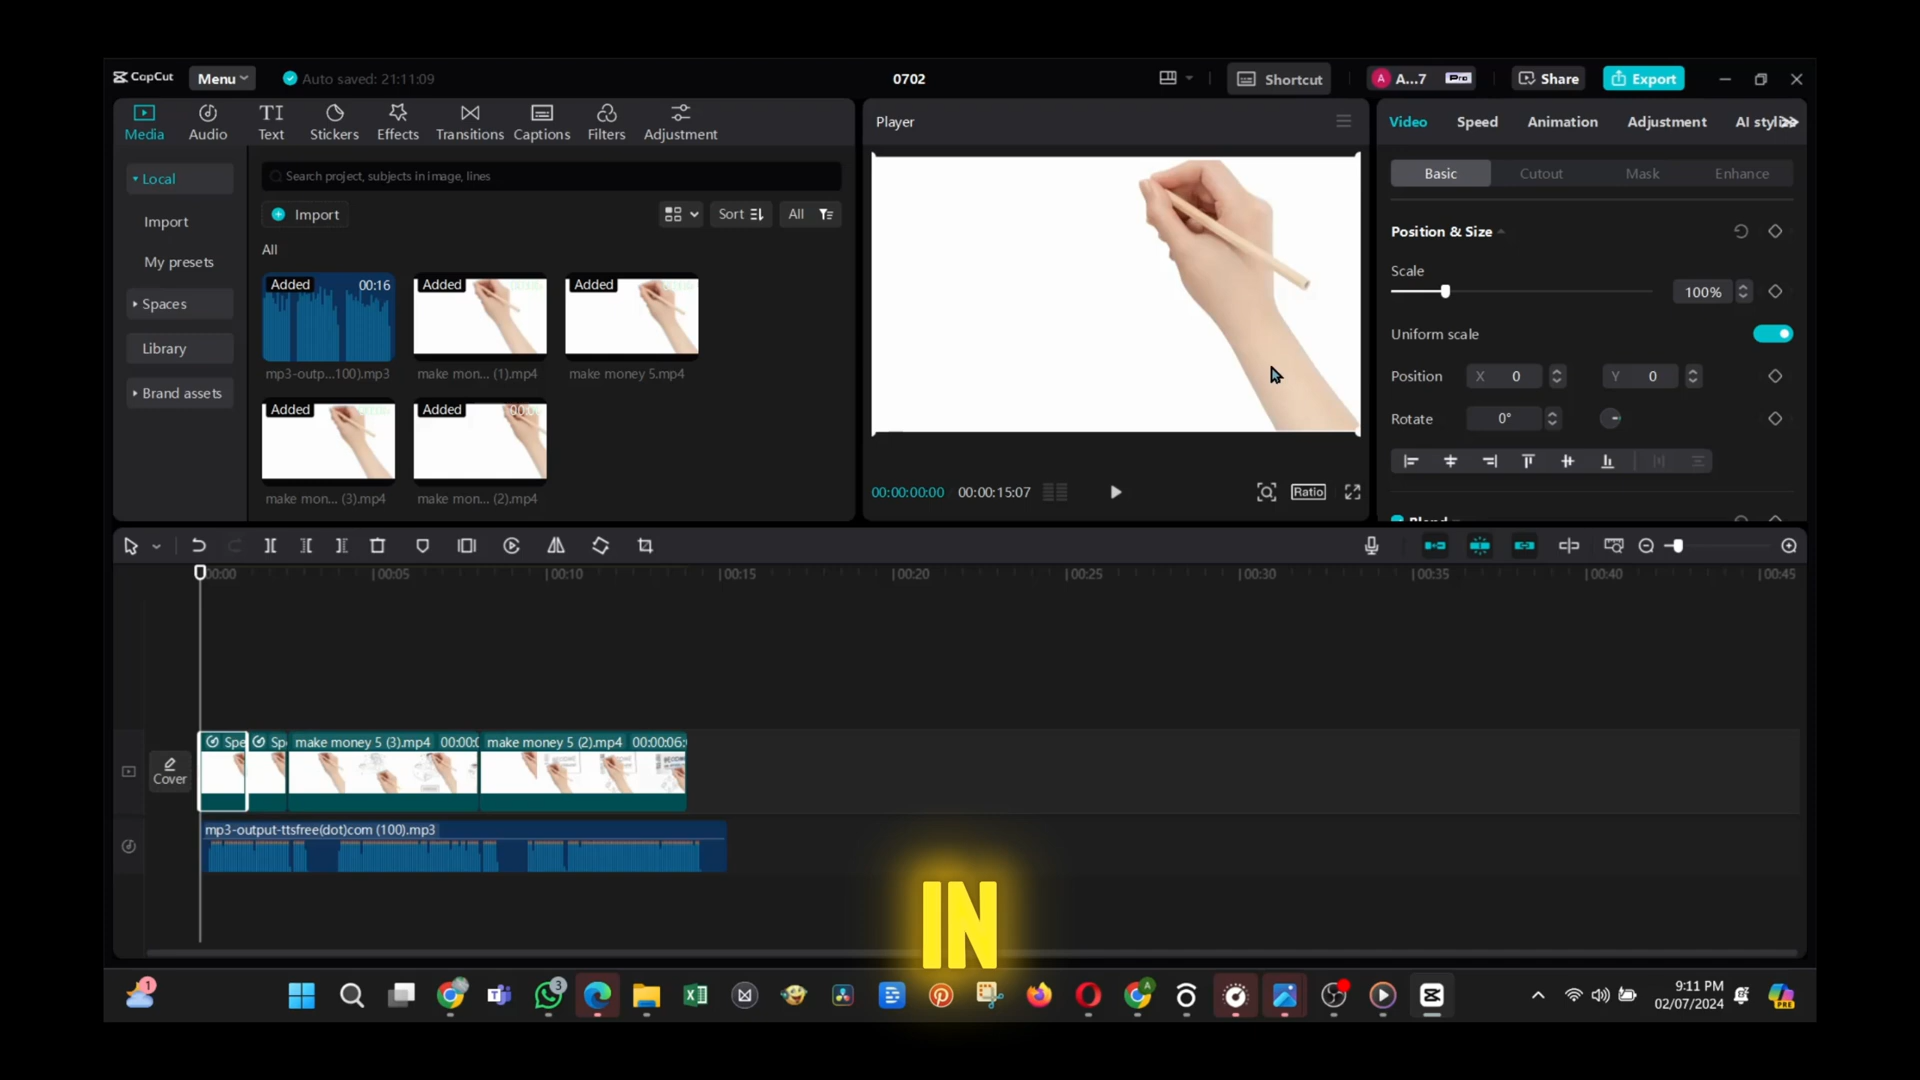 CapCut
Menu
Auto saved: 21:11:09
0702
Shortcut
A
A...7
Pro
Share
Export
Media
Audio
TI
Text
Stickers
Effects
Transitions
Captions
Filters
Adjustment
Local
Import
My presets
Spaces
Library
Brand assets
Search project, subjects in image, lines
Import
Sort
All
All
Added
00:16
Added
Added
mp3-outp...100).mp3
make mon... (1).mp4
make money 5.mp4
Added
Added
make mon... (3).mp4
make mon... (2).mp4
Player
00:00:00:00
00:00:15:07
Ratio
Video
Speed
Animation
Adjustment
Basic
Cutout
Mask
Enhance
Position & Size
Scale
100%
Uniform scale
Position
X 0
Y 0
Rotate
0°
00:00
00:05
00:10
00:15
00:20
00:25
00:30
00:35
00:40
00:45
Cover
Spe
Sp
make money 5 (3).mp4
make money 5 (2).mp4
00:00:06:
mp3-output-ttsfree(dot)com (100).mp3
IN
1
3
9:11 PM
02/07/2024
PRE